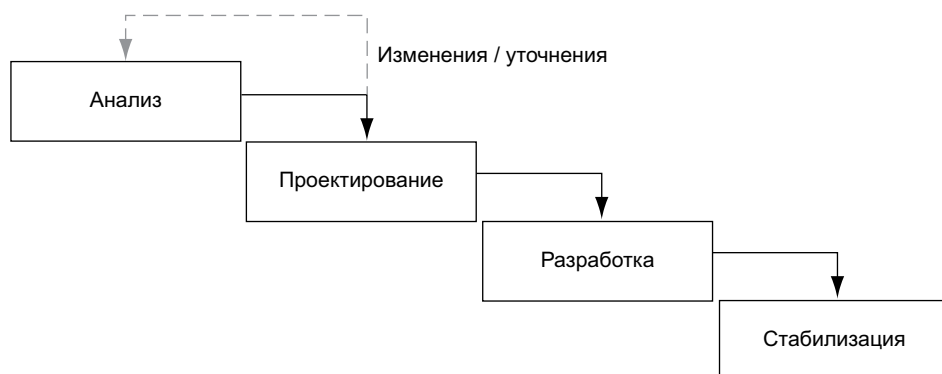 Изменения / уточнения
Анализ
Проектирование
Разработка
Стабилизация